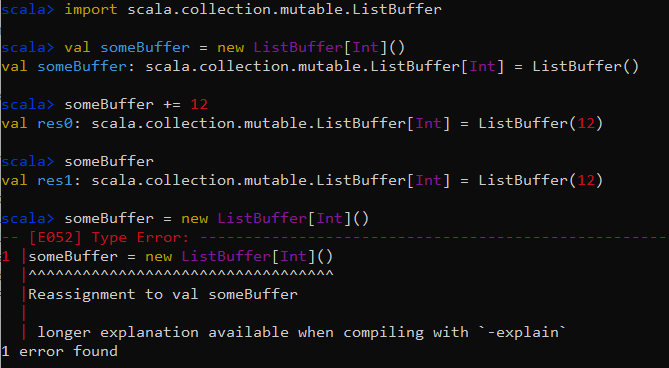 scala> import scala.collection.mutable.ListBuffer
scala> val someBuffer = new ListBuffer[Int]()
val someBuffer: scala.collection.mutable.ListBuffer[Int] = ListBuffer()
scala> someBuffer += 12
val res0: scala.collection.mutable.ListBuffer[Int] = ListBuffer(12)
scala> someBuffer
val res1: scala.collection.mutable.ListBuffer[Int] = ListBuffer(12)
scala> someBuffer = new ListBuffer[Int]()
-- [E052] Type Error: ----------------------------------------------------
1 |someBuffer = new ListBuffer[Int]()
  |^^^^^^^^^^^^^^^^^^^^^^^^^^^^^^^^^^
  |Reassignment to val someBuffer
  |
  | longer explanation available when compiling with `-explain`
1 error found